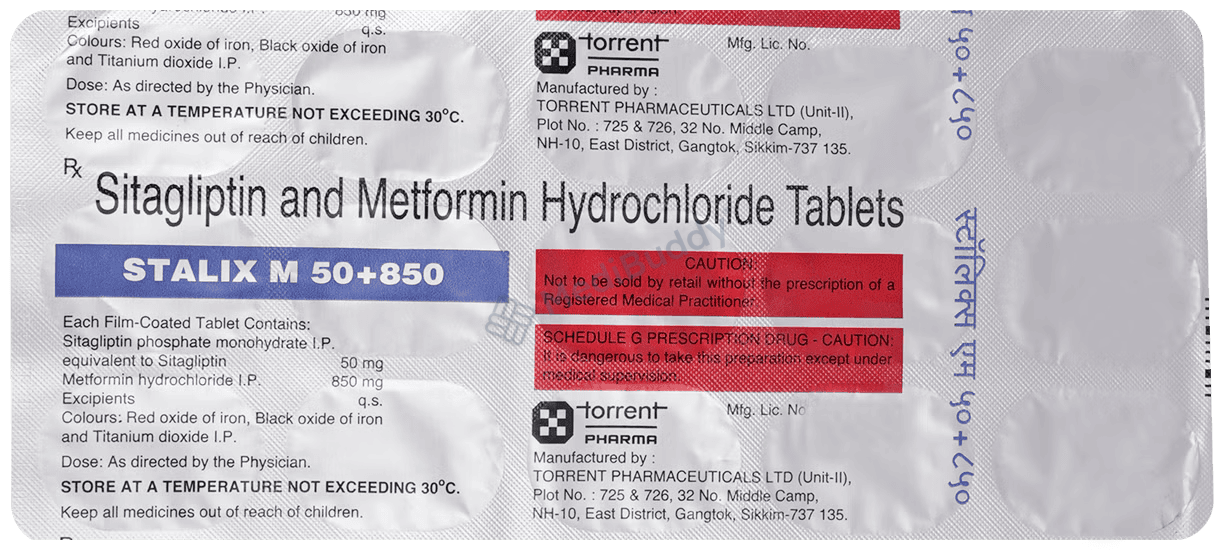 850 mg
Excipients q.s.
Colours: Red oxide of iron, Black oxide of iron
and Titanium dioxide I.P.
Dose: As directed by the Physician.
STORE AT A TEMPERATURE NOT EXCEEDING 30°C.
Keep all medicines out of reach of children.
torrent
PHARMA
Mfg. Lic. No.
Manufactured by :
TORRENT PHARMACEUTICALS LTD (Unit-II),
Plot No. : 725 & 726, 32 No. Middle Camp,
NH-10, East District, Gangtok, Sikkim-737 135.
Rx
Sitagliptin and Metformin Hydrochloride Tablets
STALIX M 50+850
Each Film-Coated Tablet Contains:
Sitagliptin phosphate monohydrate I.P.
equivalent to Sitagliptin 50 mg
Metformin hydrochloride I.P. 850 mg
Excipients q.s.
Colours: Red oxide of iron, Black oxide of iron
and Titanium dioxide I.P.
Dose: As directed by the Physician.
STORE AT A TEMPERATURE NOT EXCEEDING 30°C.
Keep all medicines out of reach of children.
CAUTION:
Not to be sold by retail without the prescription of a
Registered Medical Practitioner.
SCHEDULE G PRESCRIPTION DRUG - CAUTION:
It is dangerous to take this preparation except under
medical supervision.
torrent
PHARMA
Mfg. Lic. No
Manufactured by :
TORRENT PHARMACEUTICALS LTD (Unit-II),
Plot No. : 725 & 726, 32 No. Middle Camp,
NH-10, East District, Gangtok, Sikkim-737 135.
५०+८५०
स्टॅलिक्स एम ५०+८५०